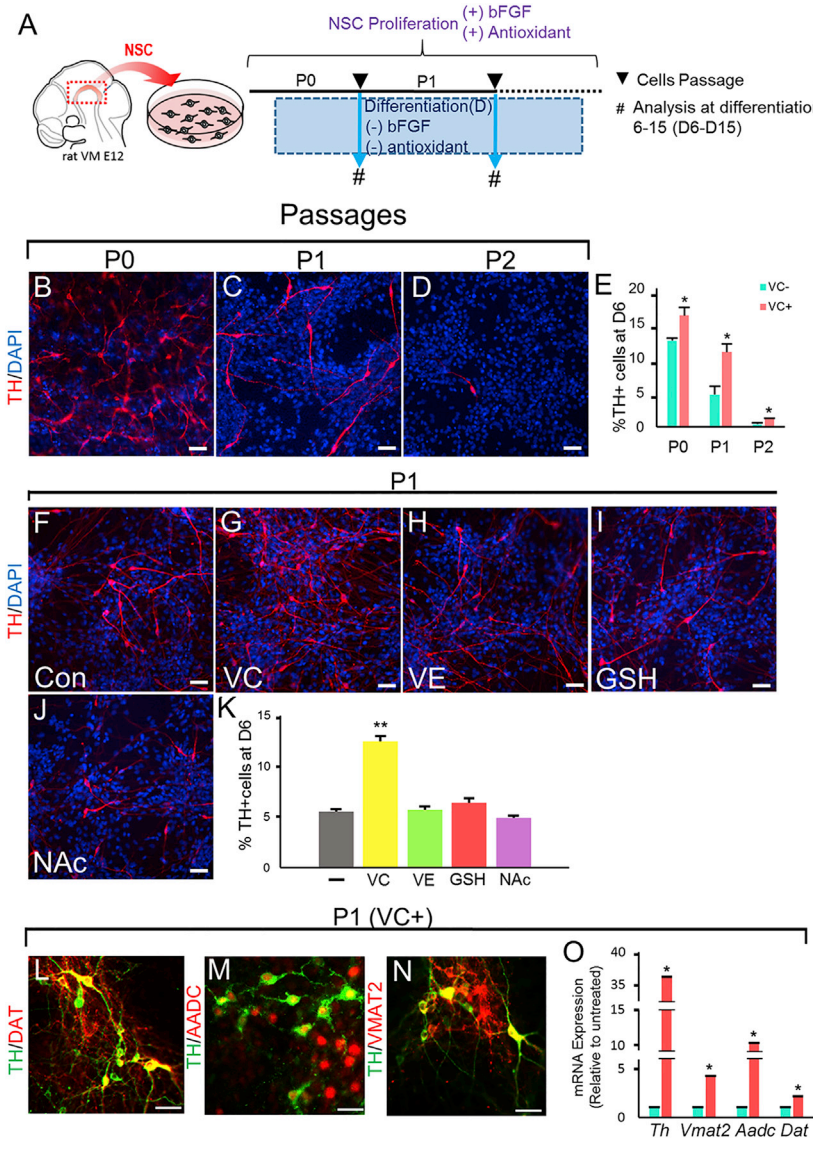 A
NSC Proliferation
(+) bFGF
(+) Antioxidant
NSC
rat VM E12
P0
P1
Differentiation(D)
(-) bFGF
(-) antioxidant
#
#
Cells Passage
# Analysis at differentiation
6-15 (D6-D15)
Passages
P0
P1
P2
TH/DAPI
B
C
D
E
%TH+ cells at D6
20
15
10
5
0
VC-
VC+
*
*
*
P0
P1
P2
P1
TH/DAPI
F
Con
G
VC
H
VE
I
GSH
J
NAc
K
% TH+cells at D6
15
10
5
0
**
–
VC
VE
GSH
NAc
P1 (VC+)
L
TH/DAT
M
TH/AADC
N
TH/VMAT2
O
mRNA Expression
(Relative to untreated)
40
35
15
10
5
0
*
*
*
*
Th
Vmat2
Aadc
Dat